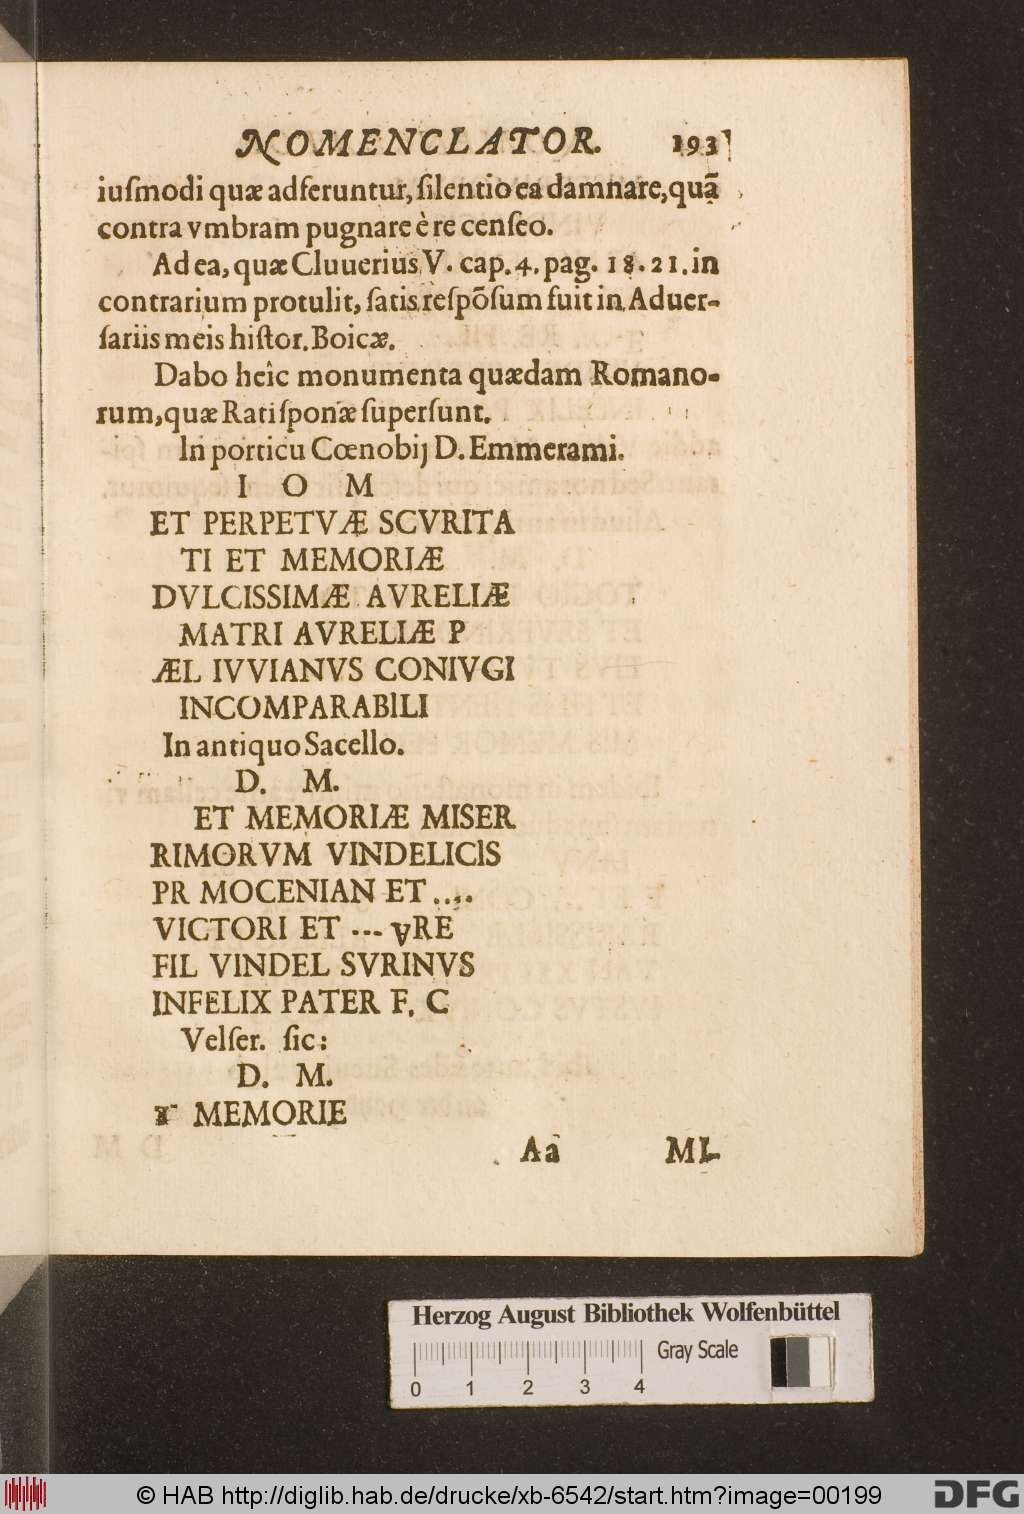 NOMENCLATOR. 193
iuſmodi quæ adferuntur, ſilentio ea damnare, quã
contra vmbram pugnare è re cenſeo.
Ad ea, quæ Cluuerius V. cap. 4. pag. 18. 21. in
contrarium protulit, ſatis reſpõſum fuit in Aduer-
ſariis meis hiſtor. Boicæ.
Dabo heîc monumenta quædam Romano-
rum, quæ Ratiſponæ ſuperſunt.
In porticu Cœnobij D. Emmerami.
I O M
ET PERPETVÆ SCVRITA
TI ET MEMORIÆ
DVLCISSIMÆ AVRELIÆ
MATRI AVRELIÆ P
ÆL IVVIANVS CONIVGI
INCOMPARABILI
In antiquo Sacello.
D. M.
ET MEMORIÆ MISER
RIMORVM VINDELICIS
PR MOCENIAN ET ....
VICTORI ET ... ∀RE
FIL VINDEL SVRINVS
INFELIX PATER F. C
Velſer. ſic:
D. M.
MEMORIE
Aa MI-
Herzog August Bibliothek Wolfenbüttel
0 1 2 3 4 Gray Scale
© HAB http://diglib.hab.de/drucke/xb-6542/start.htm?image=00199 DFG